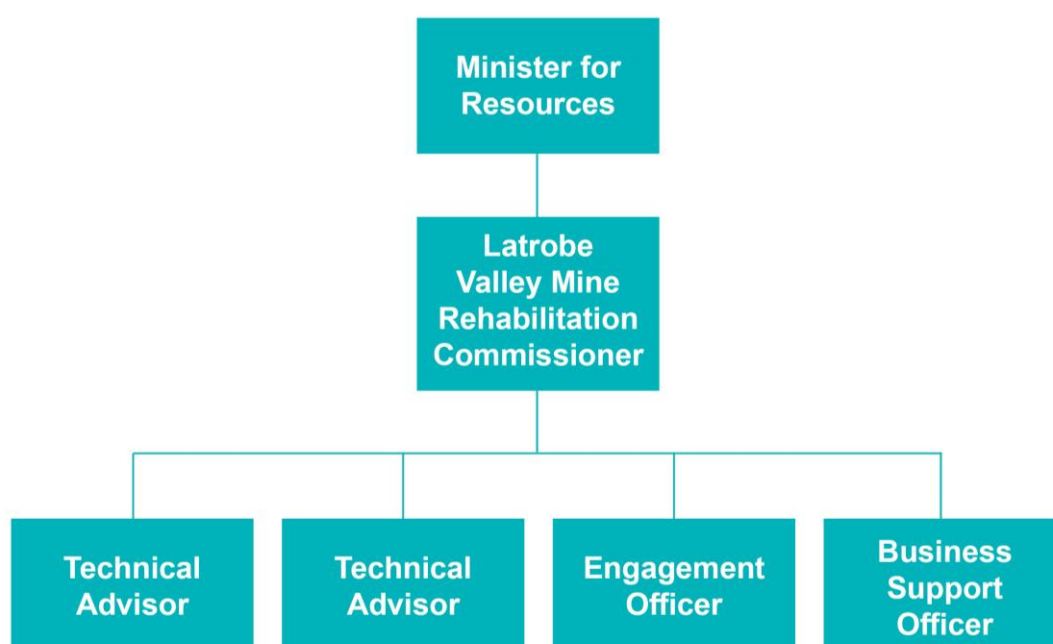 Minister for
Resources
Latrobe
Valley Mine
Rehabilitation
Commissioner
Technical
Advisor
Technical
Advisor
Engagement
Officer
Business
Support
Officer